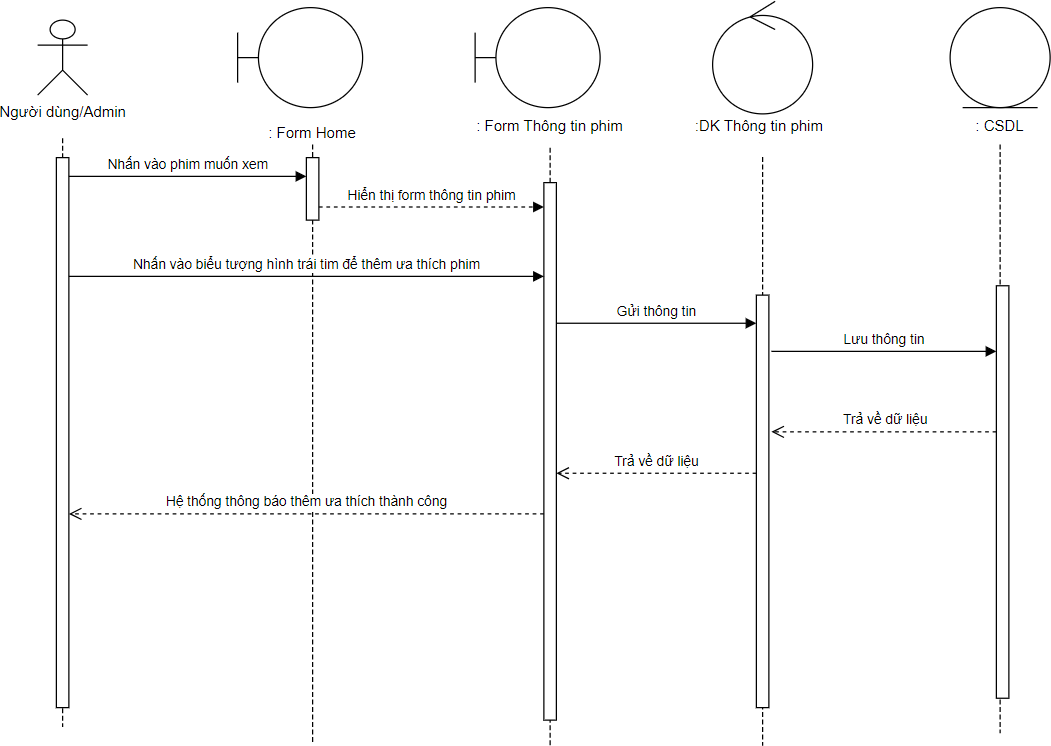 Người dùng/Admin
: Form Home
: Form Thông tin phim
:DK Thông tin phim
: CSDL
Nhấn vào phim muốn xem
Hiển thị form thông tin phim
Nhấn vào biểu tượng hình trái tim để thêm ưa thích phim
Gửi thông tin
Lưu thông tin
Trả về dữ liệu
Trả về dữ liệu
Hệ thống thông báo thêm ưa thích thành công